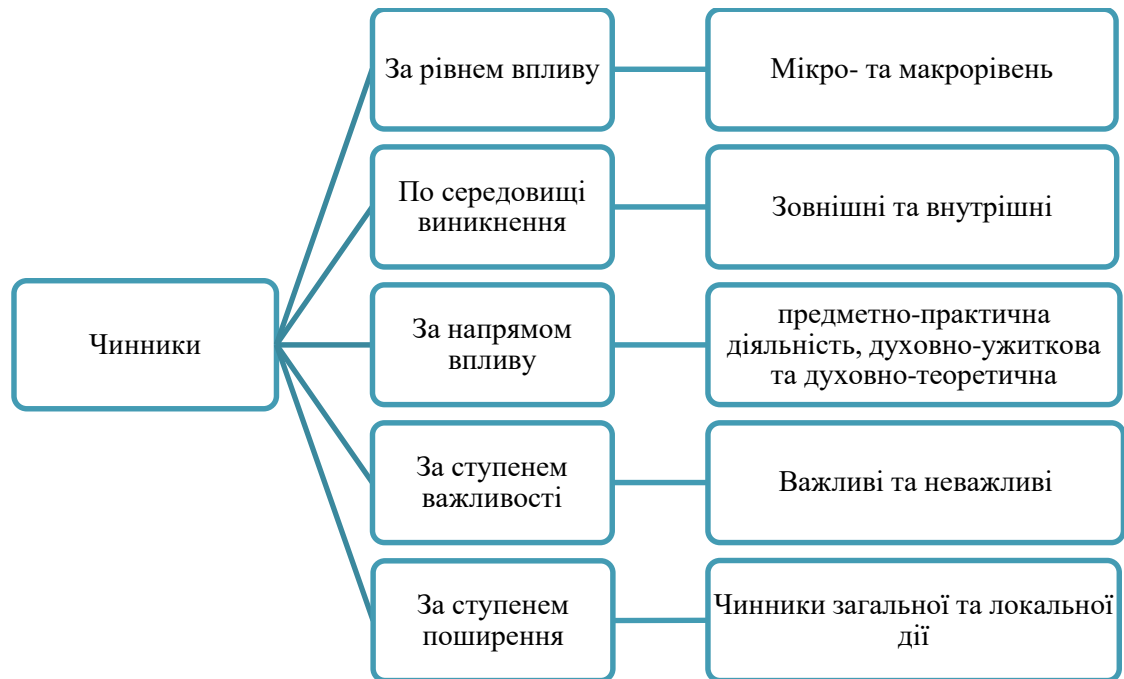 Чинники
За рівнем впливу
Мікро- та макрорівень
По середовищі
виникнення
Зовнішні та внутрішні
За напрямом
впливу
предметно-практична
діяльність, духовно-ужиткова
та духовно-теоретична
За ступенем
важливості
Важливі та неважливі
За ступенем
поширення
Чинники загальної та локальної
дії